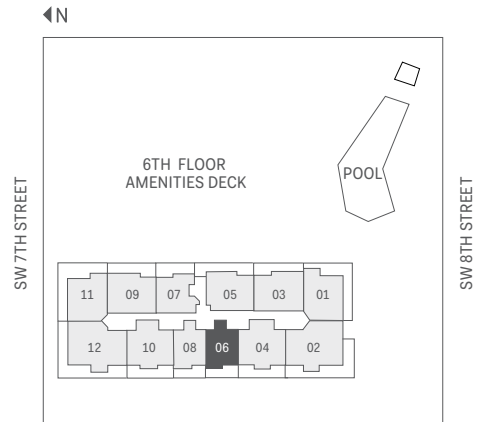 N
6TH FLOOR
AMENITIES DECK
POOL
SW 7TH STREET
SW 8TH STREET
11 09 07 05 03 01
12 10 08 06 04 02